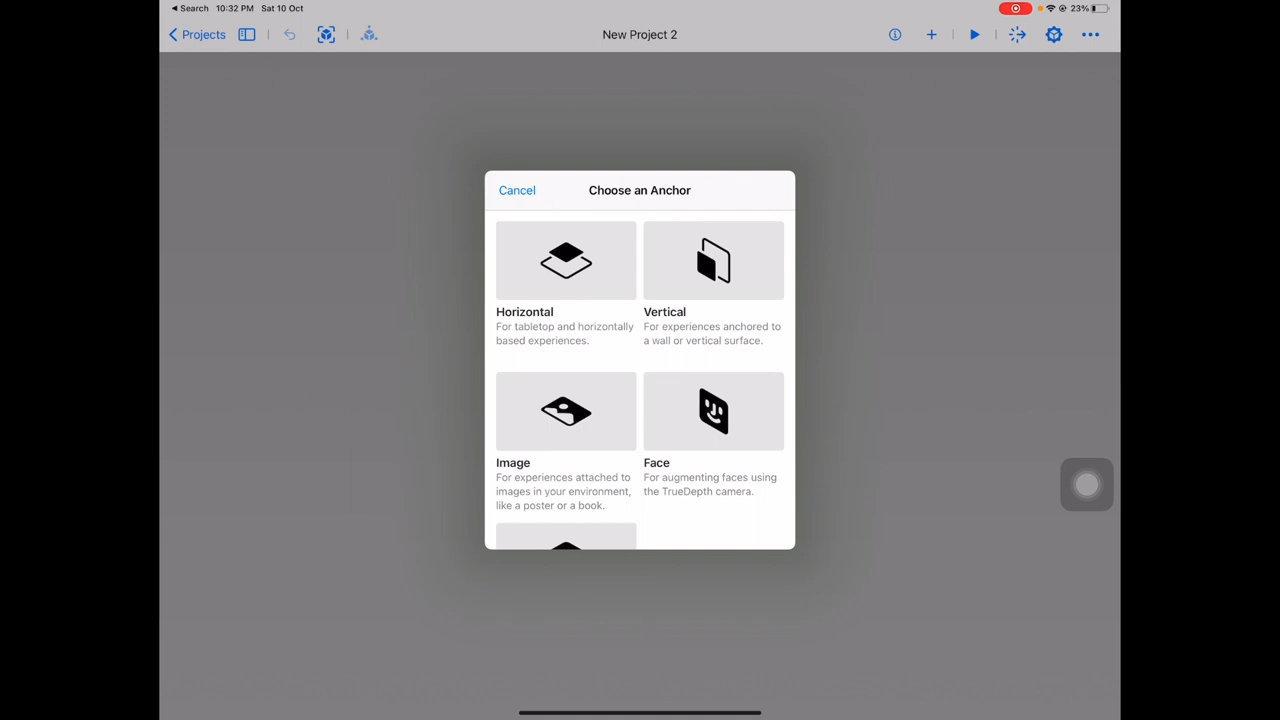 Search 10:32 PM Sat 10 Oct 23%
Projects New Project 2
Cancel Choose an Anchor
Horizontal
For tabletop and horizontally
based experiences.
Vertical
For experiences anchored to
a wall or vertical surface.
Image
For experiences attached to
images in your environment,
like a poster or a book.
Face
For augmenting faces using
the TrueDepth camera.